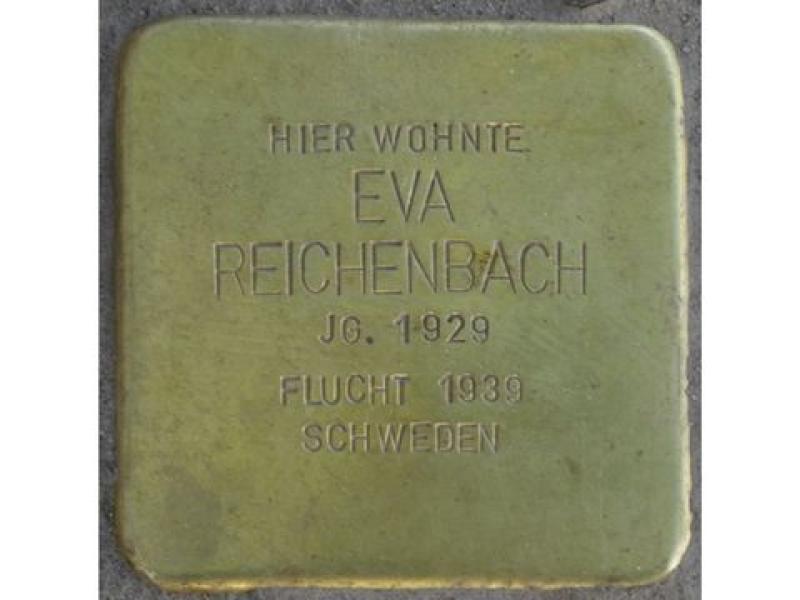 HIER WOHNTE
EVA
REICHENBACH
JG. 1929
FLUCHT 1939
SCHWEDEN